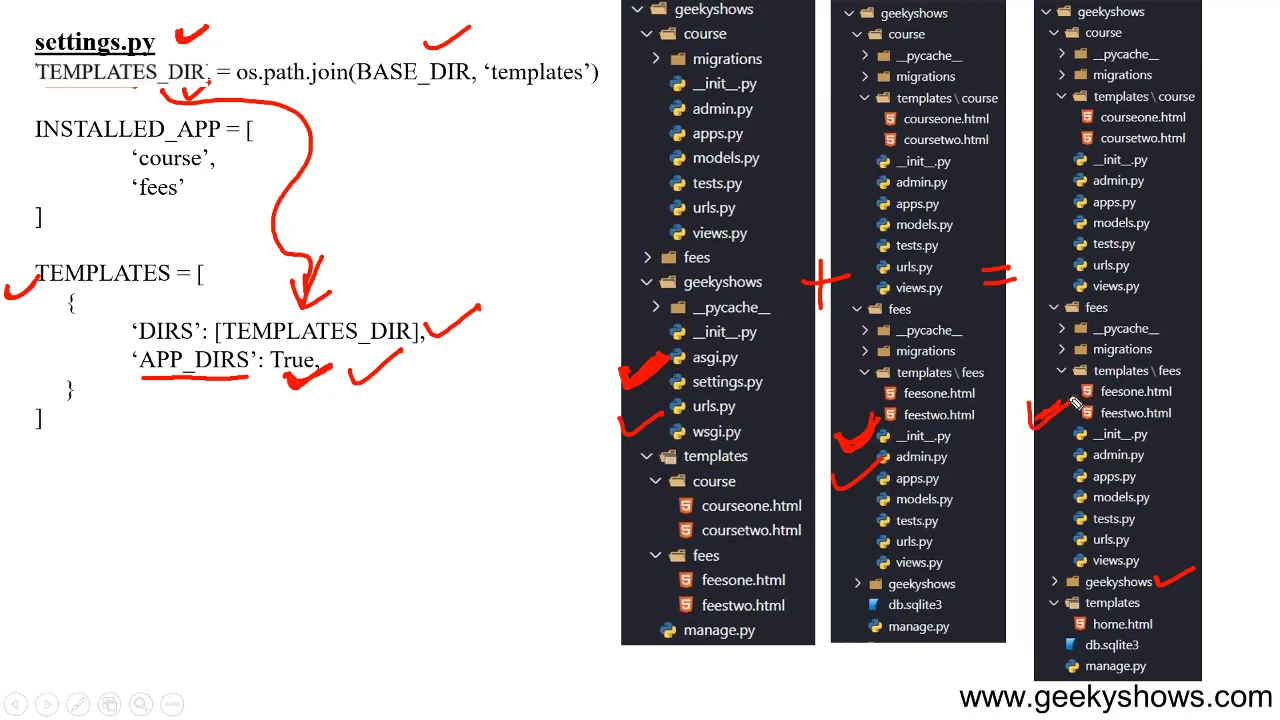 settings.py
TEMPLATES_DIR, = os.path.join(BASE_DIR, ‘templates’)
INSTALLED_APP = [
‘course’,
‘fees’
]
TEMPLATES = [
{
‘DIRS’: [TEMPLATES_DIR],
‘APP_DIRS’: True,
}
]
geekyshows
course
migrations
__init__.py
admin.py
apps.py
models.py
tests.py
urls.py
views.py
fees
geekyshows
__pycache__
__init__.py
asgi.py
settings.py
urls.py
wsgi.py
templates
course
courseone.html
coursetwo.html
fees
feesone.html
feestwo.html
manage.py
+
geekyshows
course
__pycache__
migrations
templates \ course
courseone.html
coursetwo.html
__init__.py
admin.py
apps.py
models.py
tests.py
urls.py
views.py
fees
__pycache__
migrations
templates \ fees
feesone.html
feestwo.html
__init__.py
admin.py
apps.py
models.py
tests.py
urls.py
views.py
geekyshows
db.sqlite3
manage.py
=
geekyshows
course
__pycache__
migrations
templates \ course
courseone.html
coursetwo.html
__init__.py
admin.py
apps.py
models.py
tests.py
urls.py
views.py
fees
__pycache__
migrations
templates \ fees
feesone.html
feestwo.html
__init__.py
admin.py
apps.py
models.py
tests.py
urls.py
views.py
geekyshows
templates
home.html
db.sqlite3
manage.py
www.geekyshows.com